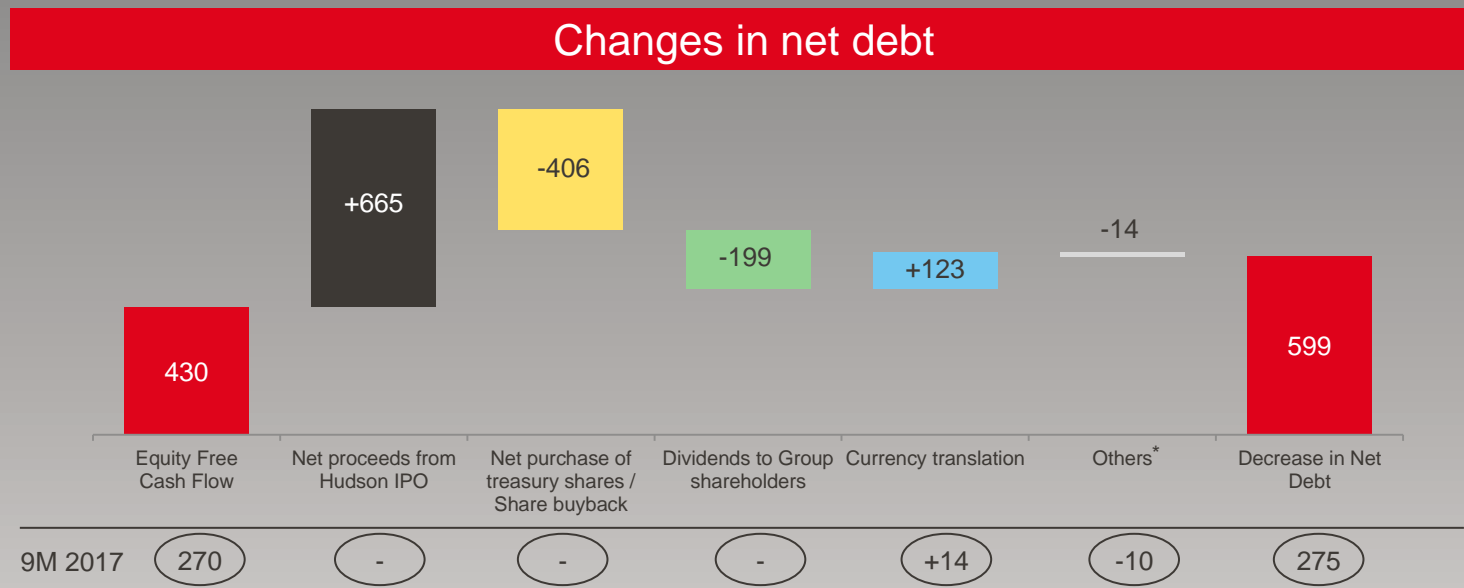 Changes in net debt
+665
-406
-14
-199
+123
430
599
Equity Free
Cash Flow
Net proceeds from
Hudson IPO
Net purchase of
treasury shares /
Share buyback
Dividends to Group
shareholders
Currency translation
Others*
Decrease in Net
Debt
9M 2017 270 - - - +14 -10 275